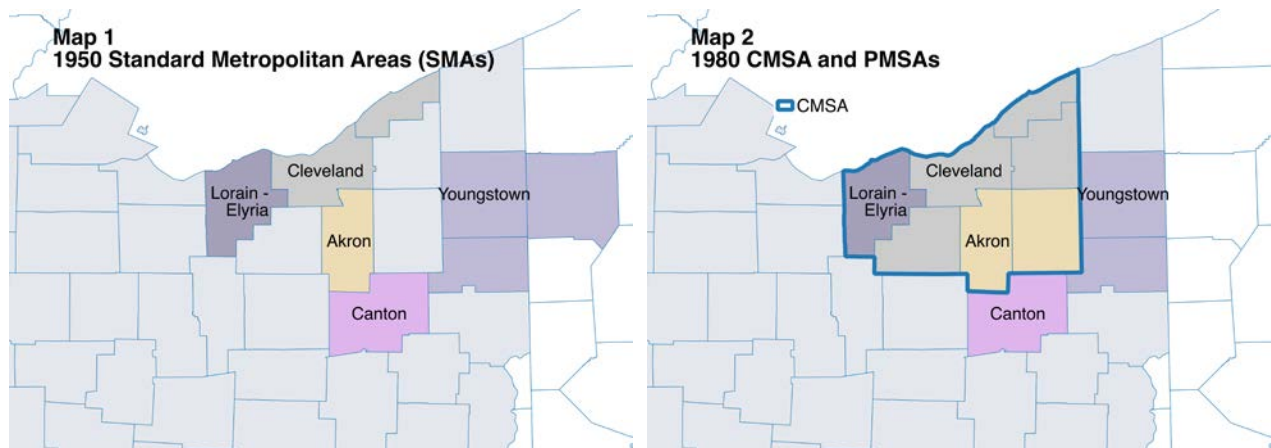 Map 1
1950 Standard Metropolitan Areas (SMAs)
Cleveland
Lorain -
Elyria
Youngstown
Akron
Canton
Map 2
1980 CMSA and PMSAs
CMSA
Cleveland
Lorain -
Elyria
Youngstown
Akron
Canton